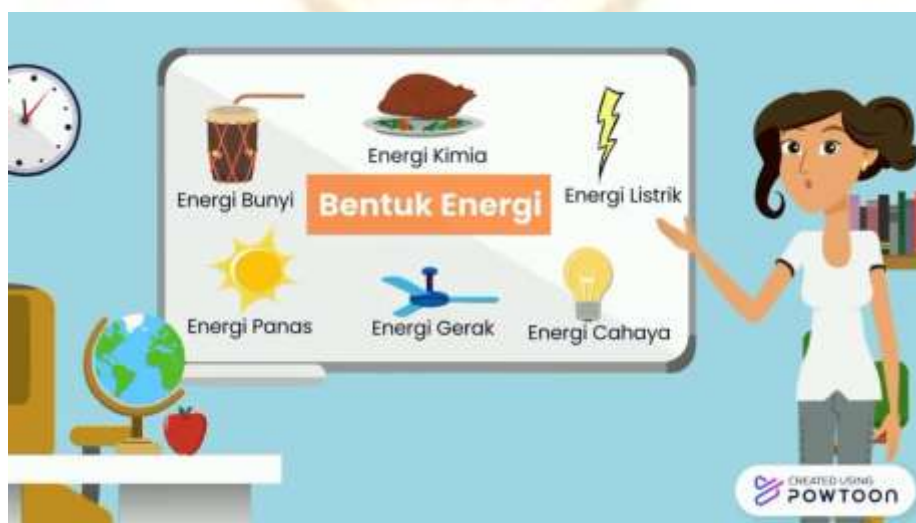 Energi Kimia
Energi Bunyi
Bentuk Energi
Energi Listrik
Energi Panas
Energi Gerak
Energi Cahaya
CREATED USING
POWTOON